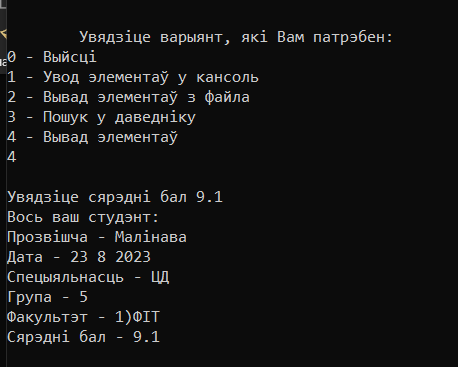 Увядзіце варыянт, які Вам патрэбен:
0 - Выйсці
1 - Увод элементаў у кансоль
2 - Вывад элементаў з файла
3 - Пошук у даведніку
4 - Вывад элементаў
4
Увядзіце сярэдні бал 9.1
Вось ваш студэнт:
Прозвішча - Малінава
Дата - 23 8 2023
Спецыяльнасць - ЦД
Група - 5
Факультэт - 1)ФІТ
Сярэдні бал - 9.1